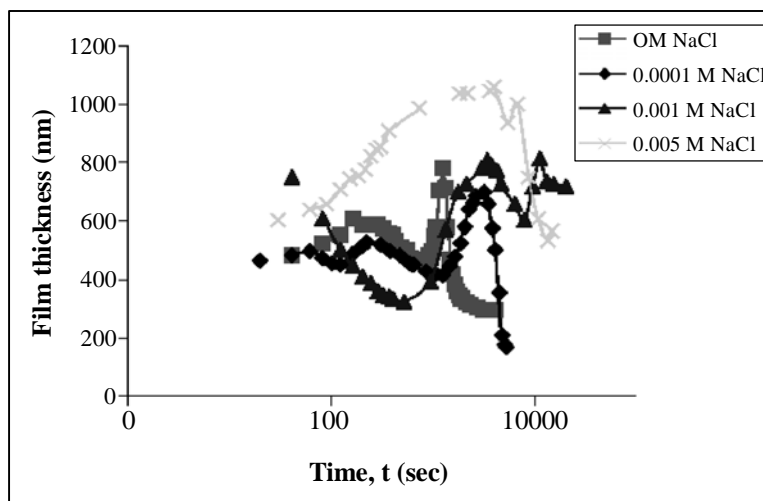 1200
1000
800
600
400
200
0
0
100
10000
Film thickness (nm)
Time, t (sec)
OM NaCl
0.0001 M NaCl
0.001 M NaCl
0.005 M NaCl